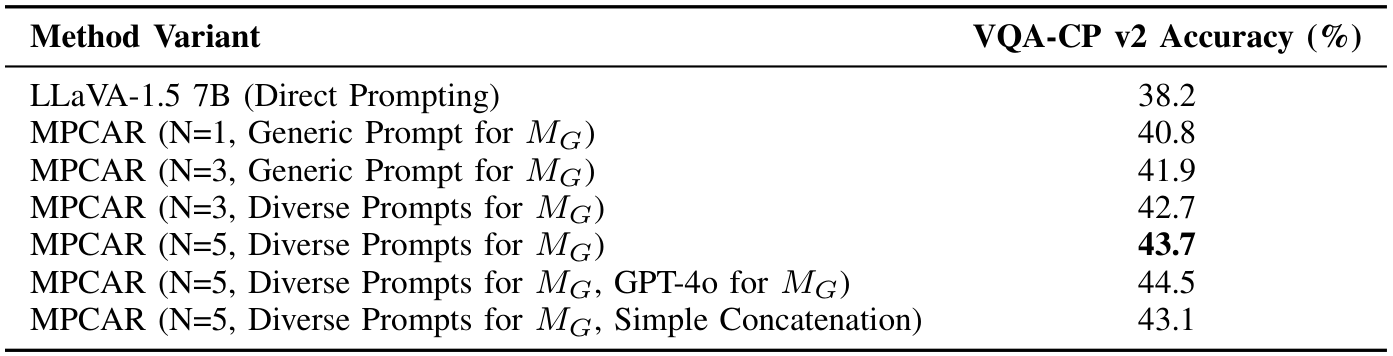 Method Variant VQA-CP v2 Accuracy (%)
LLaVA-1.5 7B (Direct Prompting) 38.2
MPCAR (N=1, Generic Prompt for M_G) 40.8
MPCAR (N=3, Generic Prompt for M_G) 41.9
MPCAR (N=3, Diverse Prompts for M_G) 42.7
MPCAR (N=5, Diverse Prompts for M_G) 43.7
MPCAR (N=5, Diverse Prompts for M_G, GPT-4o for M_G) 44.5
MPCAR (N=5, Diverse Prompts for M_G, Simple Concatenation) 43.1